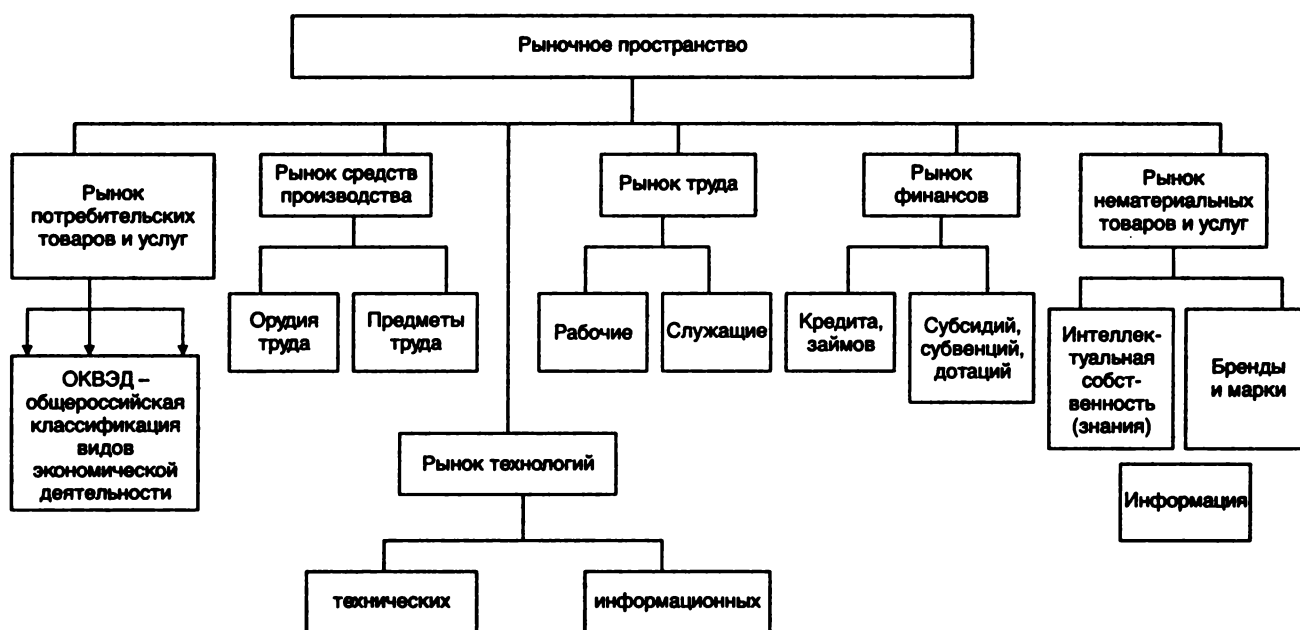 Рыночное пространство
Рынок
потребительских
товаров и услуг
Рынок средств
производства
Рынок труда
Рынок
финансов
Рынок
нематериальных
товаров и услуг
Орудия
труда
Предметы
труда
Рабочие
Служащие
Кредита,
займов
Субсидий,
субвенций,
дотаций
Интеллек-
туальная
собст-
венность
(знания)
Бренды
и марки
ОКВЭД –
общероссийская
классификация
видов
экономической
деятельности
Рынок технологий
Информация
технических
информационных